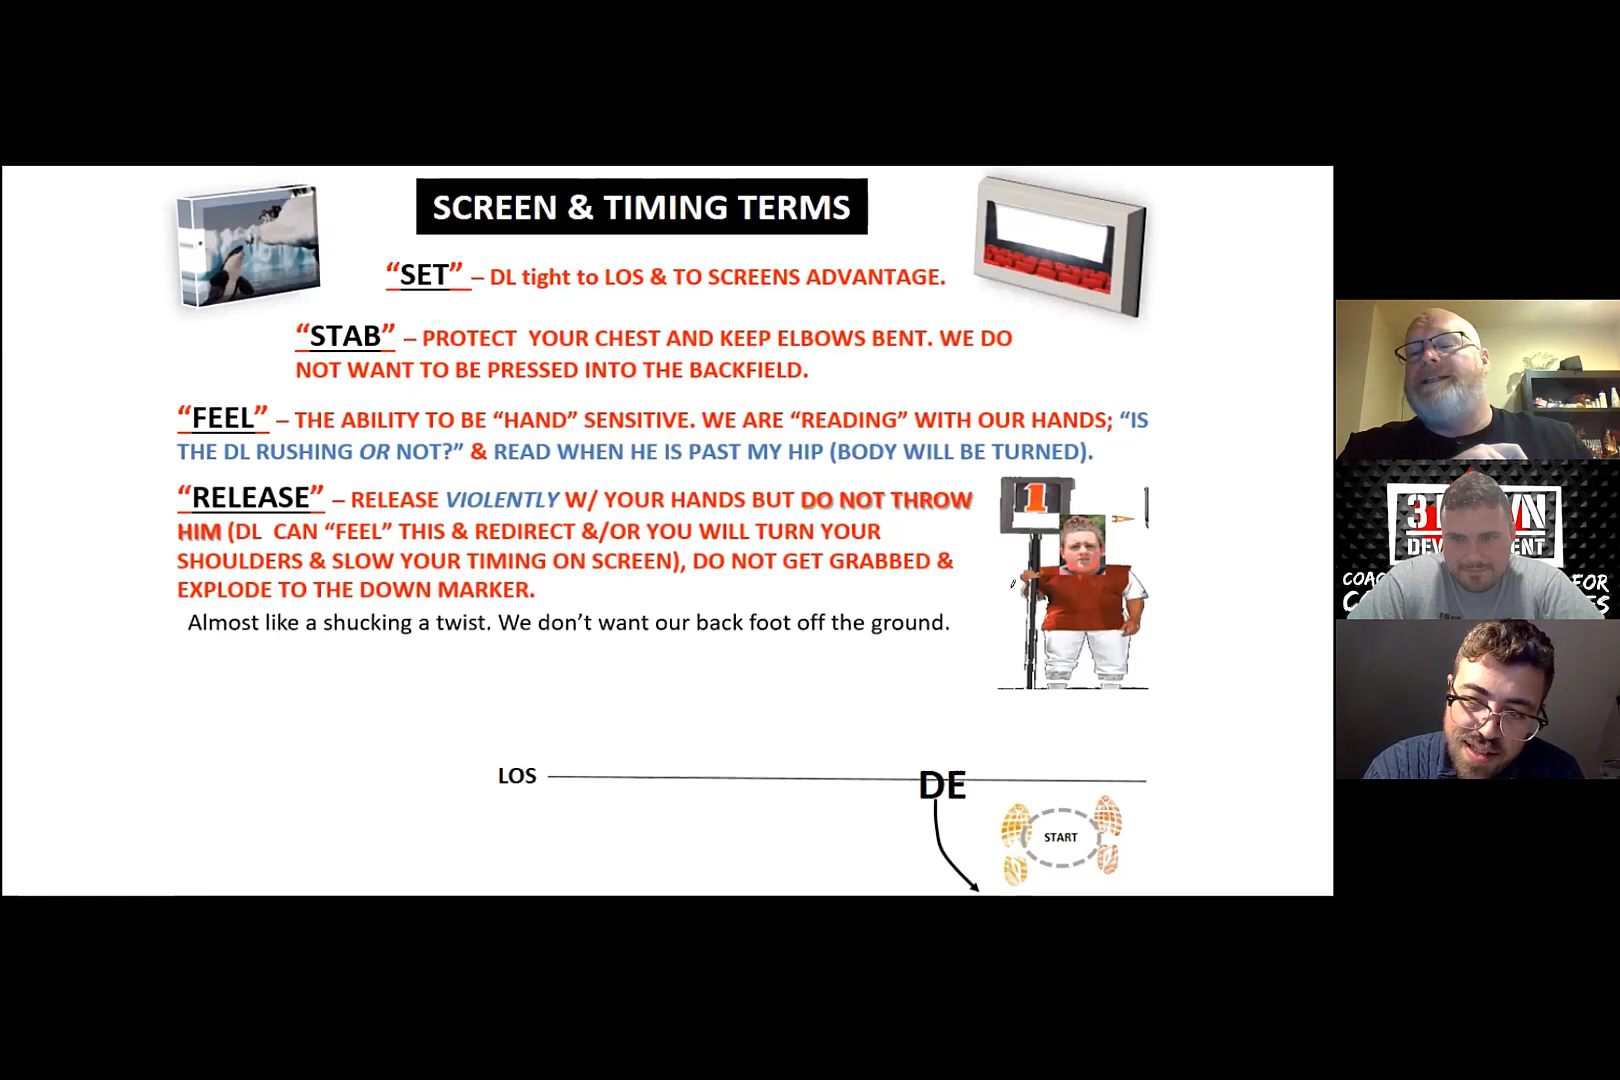 SCREEN & TIMING TERMS
“SET” – DL tight to LOS & TO SCREENS ADVANTAGE.
“STAB” – PROTECT YOUR CHEST AND KEEP ELBOWS BENT. WE DO
NOT WANT TO BE PRESSED INTO THE BACKFIELD.
“FEEL” – THE ABILITY TO BE “HAND” SENSITIVE. WE ARE “READING” WITH OUR HANDS; “IS
THE DL RUSHING OR NOT?” & READ WHEN HE IS PAST MY HIP (BODY WILL BE TURNED).
“RELEASE” – RELEASE VIOLENTLY W/ YOUR HANDS BUT DO NOT THROW
HIM (DL CAN “FEEL” THIS & REDIRECT &/OR YOU WILL TURN YOUR
SHOULDERS & SLOW YOUR TIMING ON SCREEN), DO NOT GET GRABBED &
EXPLODE TO THE DOWN MARKER.
Almost like a shucking a twist. We don’t want our back foot off the ground.
1
LOS
DE
START
3
FOR